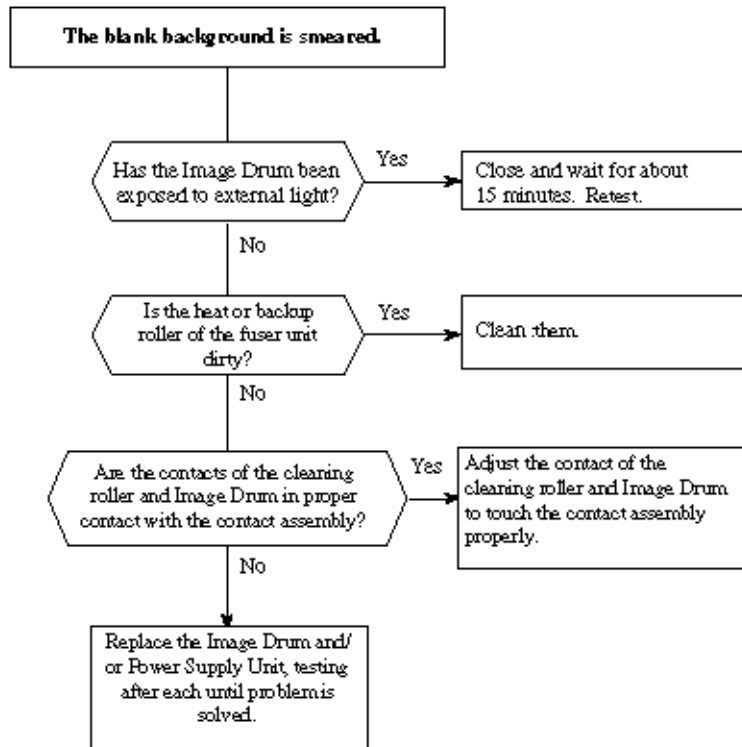 The blank background is smeared.
Has the Image Drum been
exposed to external light?
Yes
Close and wait for about
15 minutes. Retest.
No
Is the heat or backup
roller of the fuser unit
dirty?
Yes
Clean them.
No
Are the contacts of the cleaning
roller and Image Drum in proper
contact with the contact assembly?
Yes
Adjust the contact of the
cleaning roller and Image Drum
to touch the contact assembly
properly.
No
Replace the Image Drum and/
or Power Supply Unit, testing
after each until problem is
solved.